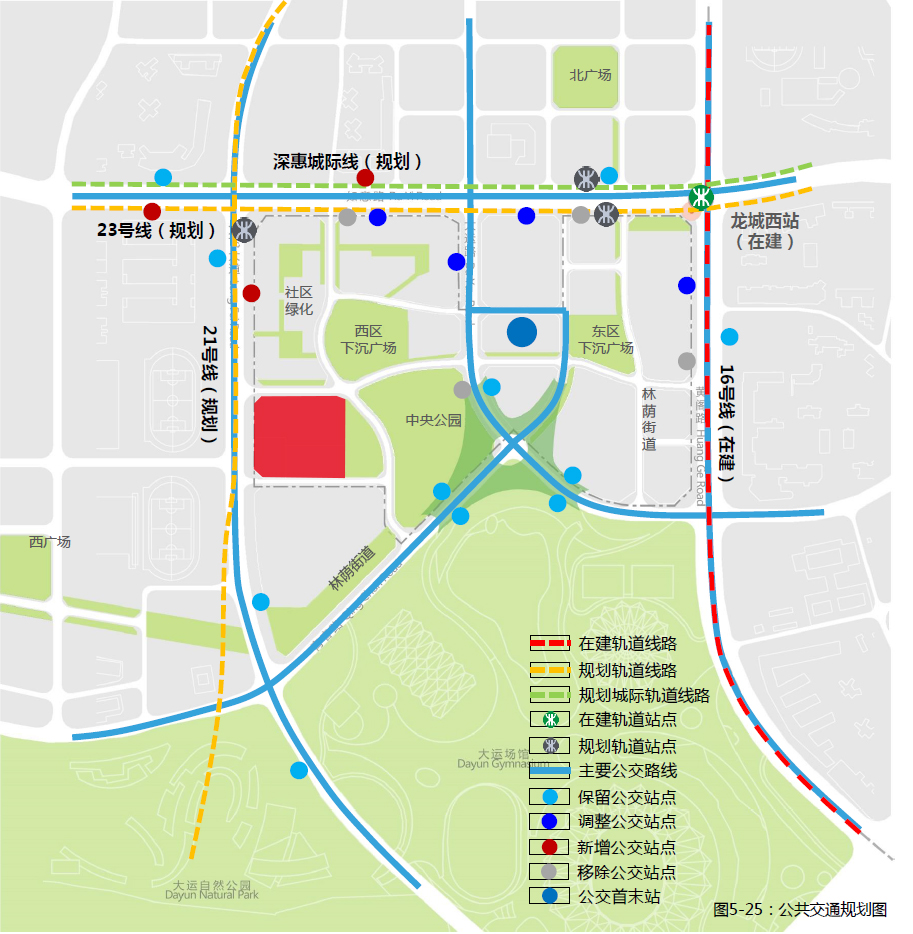 北广场
深惠城际线（规划）
23号线（规划）
龙城西站
（在建）
社区
绿化
西区
下沉广场
东区
下沉广场
21号线（规划）
中央公园
林荫街道
16号线（在建）
黄阁路 Huang Ge Road
西广场
林荫街道
在建轨道线路
规划轨道线路
规划城际轨道线路
在建轨道站点
规划轨道站点
主要公交路线
保留公交站点
调整公交站点
新增公交站点
移除公交站点
公交首末站
大运场馆
Dayun Gymnasium
大运自然公园
Dayun Natural Park
图5-25：公共交通规划图